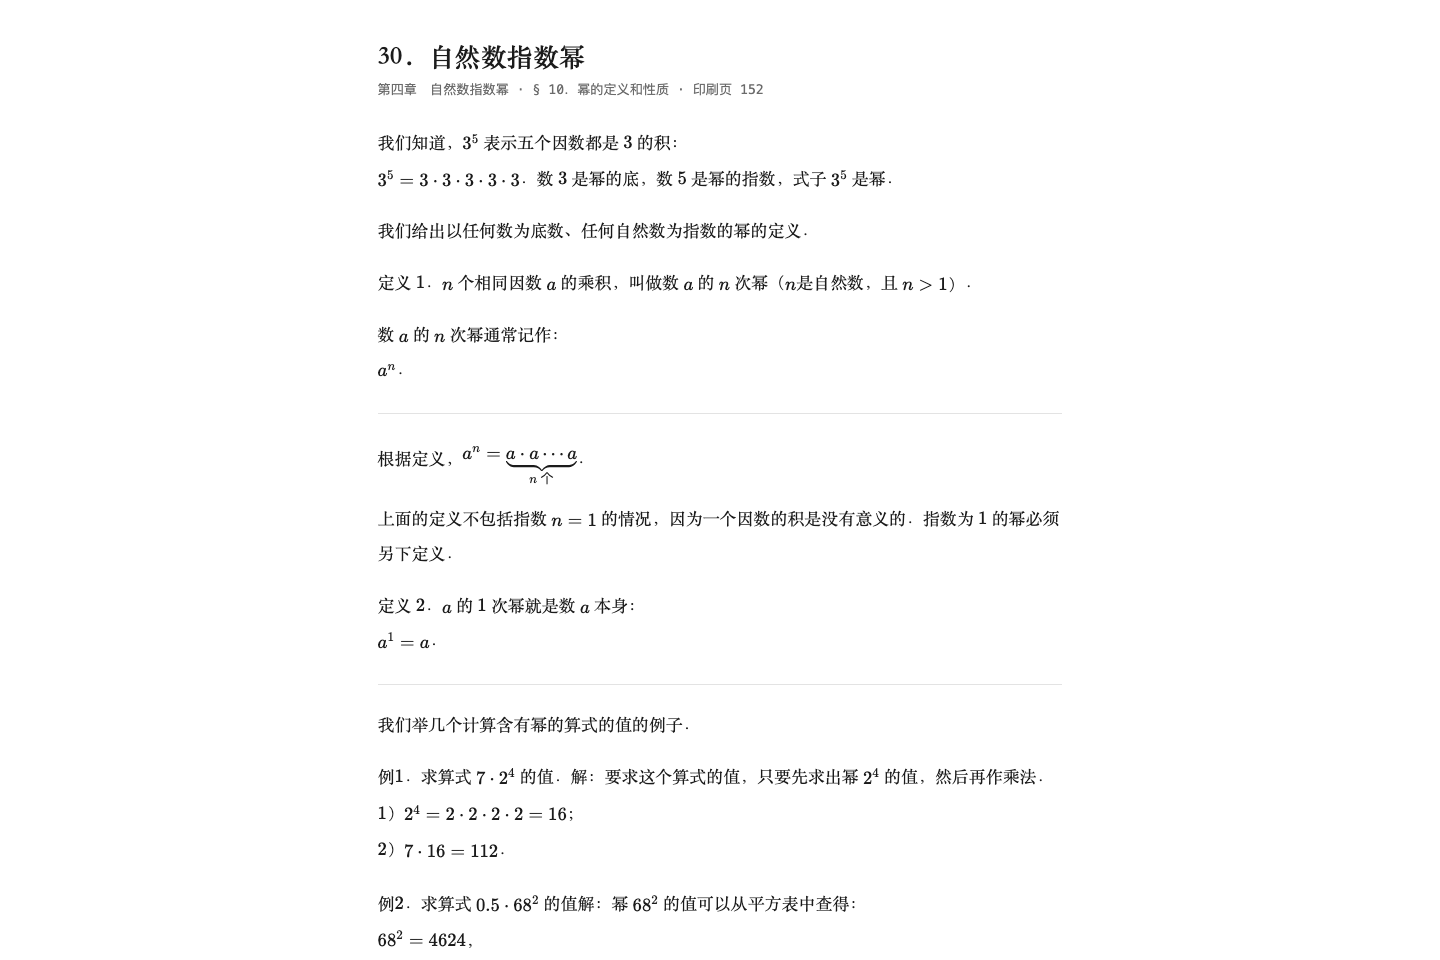 30．自然数指数幂
第四章　自然数指数幂 · § 10. 幂的定义和性质 · 印刷页 152
我们知道，3⁵ 表示五个因数都是 3 的积：
3⁵ = 3 · 3 · 3 · 3 · 3．数 3 是幂的底，数 5 是幂的指数，式子 3⁵ 是幂．
我们给出以任何数为底数、任何自然数为指数的幂的定义．
定义 1．n 个相同因数 a 的乘积，叫做数 a 的 n 次幂（n是自然数，且 n > 1）．
数 a 的 n 次幂通常记作：
aⁿ．
根据定义，aⁿ = a · a ⋯ a．
n 个
上面的定义不包括指数 n = 1 的情况，因为一个因数的积是没有意义的．指数为 1 的幂必须
另下定义．
定义 2．a 的 1 次幂就是数 a 本身：
a¹ = a．
我们举几个计算含有幂的算式的值的例子．
例1．求算式 7 · 2⁴ 的值．解：要求这个算式的值，只要先求出幂 2⁴ 的值，然后再作乘法．
1）2⁴ = 2 · 2 · 2 · 2 = 16；
2）7 · 16 = 112．
例2．求算式 0.5 · 68² 的值解：幂 68² 的值可以从平方表中查得：
68² = 4624，